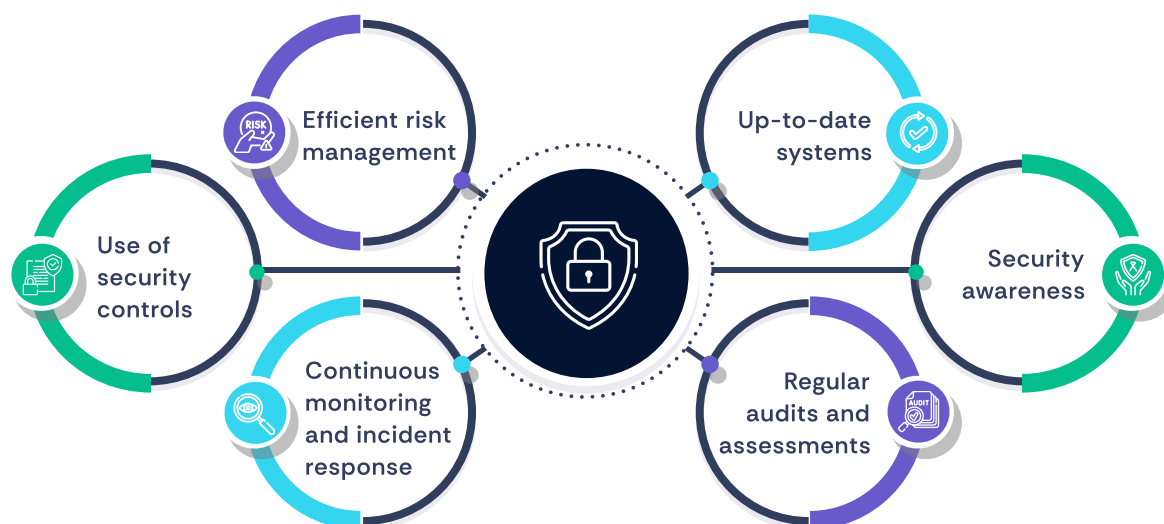 RISK
Efficient risk
management
Up-to-date
systems
Use of
security
controls
Security
awareness
Continuous
monitoring
and incident
response
Regular
audits and
assessments
AUDIT